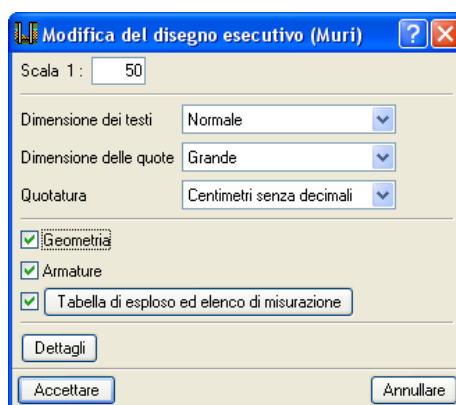 Modifica del disegno esecutivo (Muri)
Scala 1 : 50
Dimensione dei testi Normale
Dimensione delle quote Grande
Quotatura Centimetri senza decimali
Geometria
Armature
Tabella di esploso ed elenco di misurazione
Dettagli
Accettare Annullare